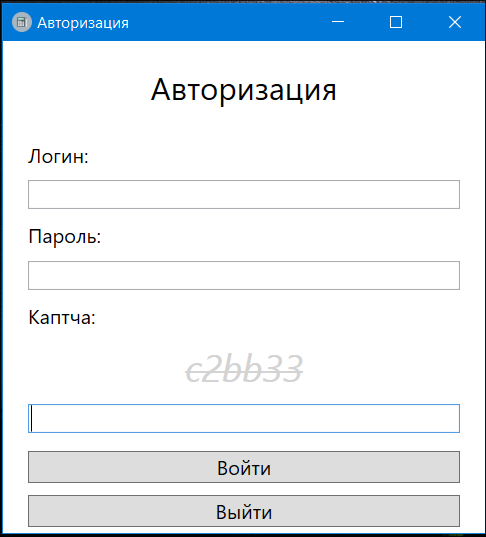 Авторизация
Авторизация
Логин:
Пароль:
Каптча:
c2bb33
Войти
Выйти